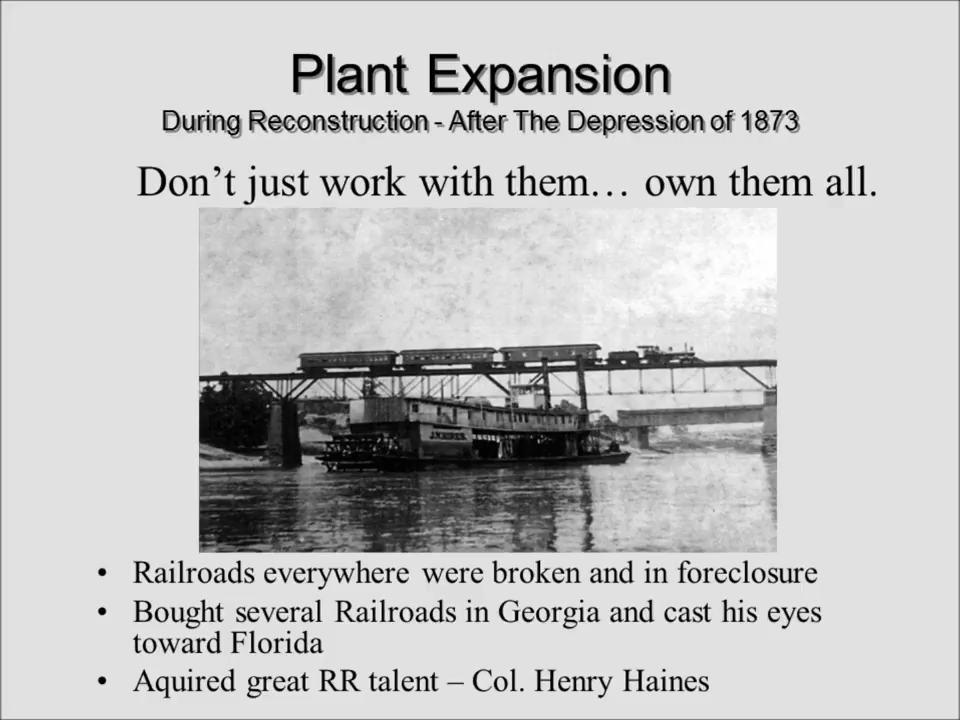 Plant Expansion
During Reconstruction - After The Depression of 1873
Don’t just work with them… own them all.
• Railroads everywhere were broken and in foreclosure
• Bought several Railroads in Georgia and cast his eyes
toward Florida
• Aquired great RR talent – Col. Henry Haines